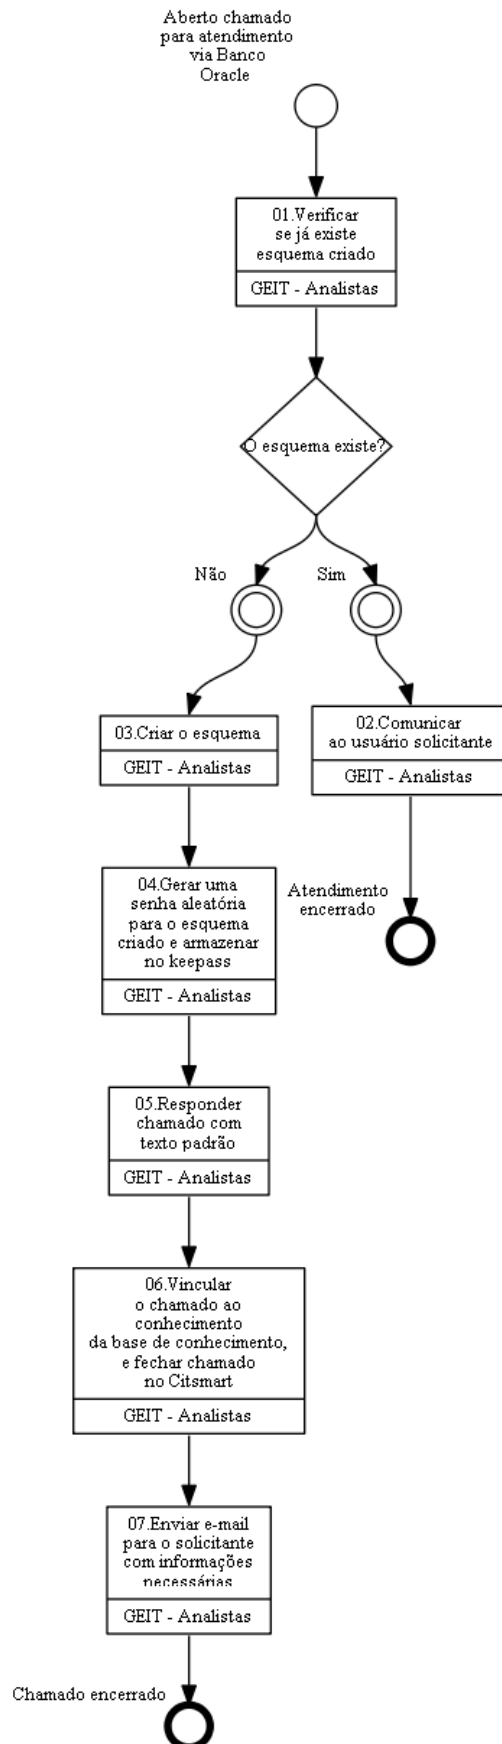 Aberto chamado
para atendimento
via Banco
Oracle
01.Verificar
se já existe
esquema criado
GEIT - Analistas
O esquema existe?
Não
Sim
03.Criar o esquema
GEIT - Analistas
02.Comunicar
ao usuário solicitante
GEIT - Analistas
04.Gerar uma
senha aleatória
para o esquema
criado e armazenar
no keepass
GEIT - Analistas
Atendimento
encerrado
05.Responder
chamado com
texto padrão
GEIT - Analistas
06.Vincular
o chamado ao
conhecimento
da base de conhecimento,
e fechar chamado
no Citsmart
GEIT - Analistas
07.Enviar e-mail
para o solicitante
com informações
necessárias
GEIT - Analistas
Chamado encerrado